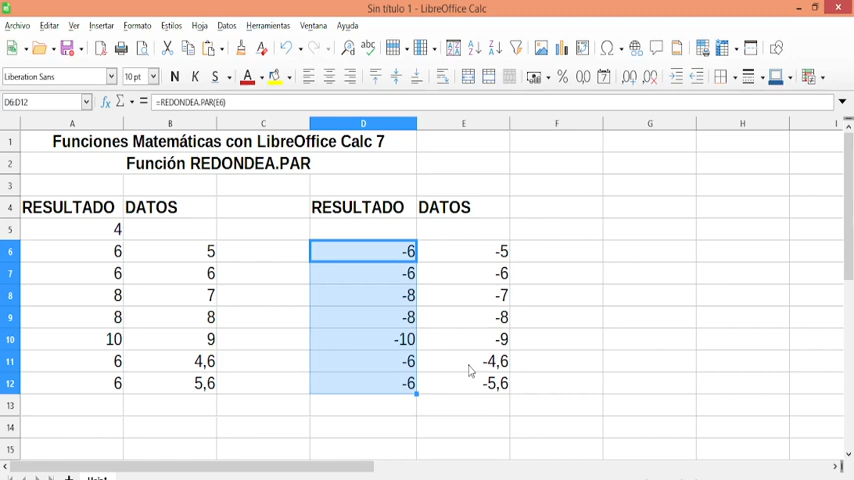 Sin título 1 - LibreOffice Calc
Archivo Editar Ver Insertar Formato Estilos Hoja Datos Herramientas Ventana Ayuda
Liberation Sans 10 pt N K S A
D6:D12 =REDONDEA.PAR(E6)
A B C D E F G H I
1 Funciones Matemáticas con LibreOffice Calc 7
2 Función REDONDEA.PAR
3
4 RESULTADO DATOS RESULTADO DATOS
5 4
6 6 5 -6 -5
7 6 6 -6 -6
8 8 7 -8 -7
9 8 8 -8 -8
10 10 9 -10 -9
11 6 4,6 -6 -4,6
12 6 5,6 -6 -5,6
13
14
15
Hoja1